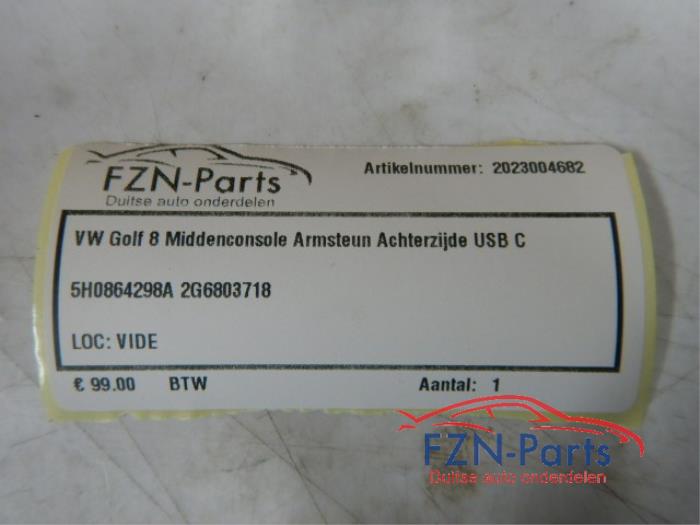 FZN-Parts
Duitse auto onderdelen
Artikelnummer: 2023004682
VW Golf 8 Middenconsole Armsteun Achterzijde USB C
5H0864298A 2G6803718
LOC: VIDE
€ 99.00 BTW Aantal: 1
FZN-Parts
Duitse auto onderdelen